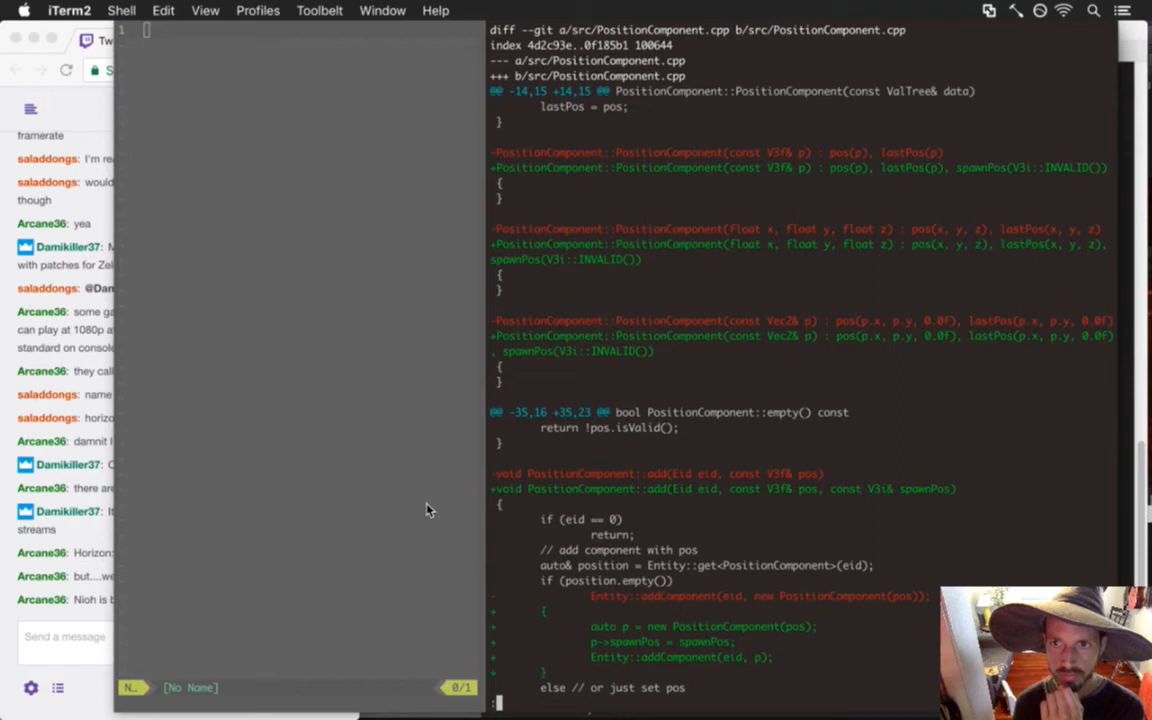 iTerm2 Shell Edit View Profiles Toolbelt Window Help
Tw
S
framerate
saladdongs: I'm rea
saladdongs: would
though
Arcane36: yea
Damikiller37: M
with patches for Zel
saladdongs: @Dan
Arcane36: some ga
can play at 1080p a
standard on console
Arcane36: they call
saladdongs: name
saladdongs: horizo
Arcane36: damnit I
Damikiller37: C
Arcane36: there are
Damikiller37: It
streams
Arcane36: Horizon:
Arcane36: but....we
Arcane36: Nioh is b
Send a message
1
N... [No Name] 0/1
diff --git a/src/PositionComponent.cpp b/src/PositionComponent.cpp
index 4d2c93e..0f185b1 100644
--- a/src/PositionComponent.cpp
+++ b/src/PositionComponent.cpp
@@ -14,15 +14,15 @@ PositionComponent::PositionComponent(const ValTree& data)
lastPos = pos;
}
-PositionComponent::PositionComponent(const V3f& p) : pos(p), lastPos(p)
+PositionComponent::PositionComponent(const V3f& p) : pos(p), lastPos(p), spawnPos(V3i::INVALID())
{
}
-PositionComponent::PositionComponent(float x, float y, float z) : pos(x, y, z), lastPos(x, y, z)
+PositionComponent::PositionComponent(float x, float y, float z) : pos(x, y, z), lastPos(x, y, z),
spawnPos(V3i::INVALID())
{
}
-PositionComponent::PositionComponent(const Vec2& p) : pos(p.x, p.y, 0.0f), lastPos(p.x, p.y, 0.0f)
+PositionComponent::PositionComponent(const Vec2& p) : pos(p.x, p.y, 0.0f), lastPos(p.x, p.y, 0.0f)
, spawnPos(V3i::INVALID())
{
}
@@ -35,16 +35,23 @@ bool PositionComponent::empty() const
return !pos.isValid();
}
-void PositionComponent::add(Eid eid, const V3f& pos)
+void PositionComponent::add(Eid eid, const V3f& pos, const V3i& spawnPos)
{
if (eid == 0)
return;
// add component with pos
auto& position = Entity::get<PositionComponent>(eid);
if (position.empty())
- Entity::addComponent(eid, new PositionComponent(pos));
+ {
+ auto p = new PositionComponent(pos);
+ p->spawnPos = spawnPos;
+ Entity::addComponent(eid, p);
+ }
else // or just set pos
: